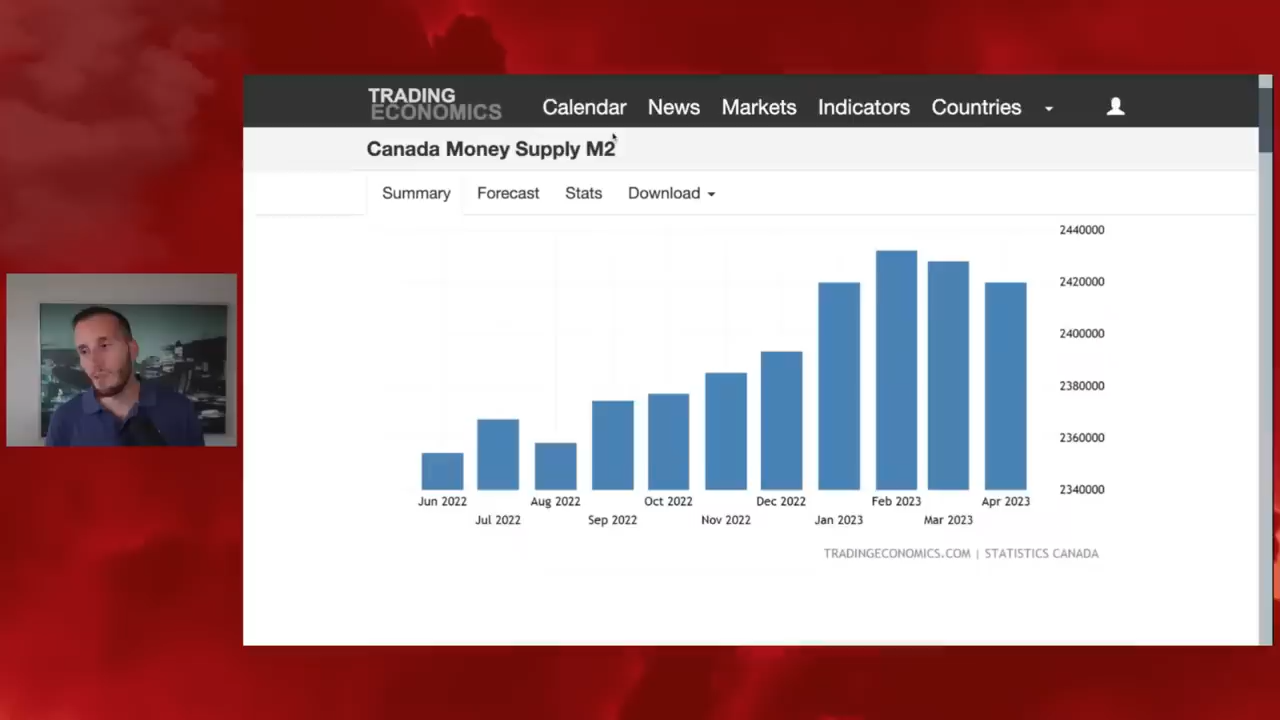 TRADING
ECONOMICS
Calendar News Markets Indicators Countries
Canada Money Supply M2
Summary Forecast Stats Download
2440000
2420000
2400000
2380000
2360000
2340000
Jun 2022 Aug 2022 Oct 2022 Dec 2022 Feb 2023 Apr 2023
Jul 2022 Sep 2022 Nov 2022 Jan 2023 Mar 2023
TRADINGECONOMICS.COM | STATISTICS CANADA